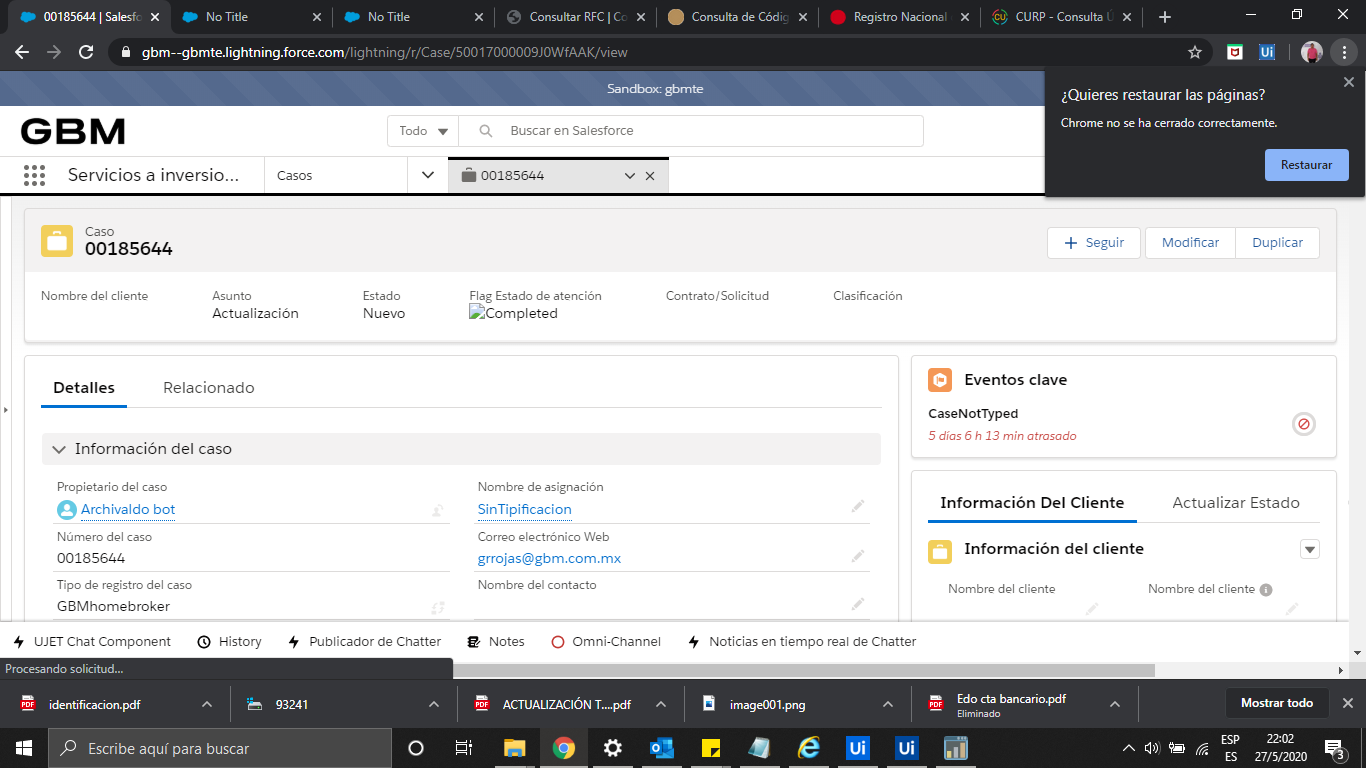 00185644 | Salesfo
No Title
No Title
Consultar RFC | Co
Consulta de Códig
Registro Nacional
CURP - Consulta Ú
gbm--gbmte.lightning.force.com/lightning/r/Case/50017000009J0WfAAK/view
Ui
Sandbox: gbmte
¿Quieres restaurar las páginas?
Chrome no se ha cerrado correctamente.
Restaurar
GBM
Todo
Buscar en Salesforce
Servicios a inversio...
Casos
00185644
Caso
00185644
Seguir
Modificar
Duplicar
Nombre del cliente
Asunto
Actualización
Estado
Nuevo
Flag Estado de atención
Completed
Contrato/Solicitud
Clasificación
Detalles
Relacionado
Información del caso
Propietario del caso
Archivaldo bot
Nombre de asignación
SinTipificacion
Número del caso
00185644
Correo electrónico Web
grrojas@gbm.com.mx
Tipo de registro del caso
GBMhomebroker
Nombre del contacto
Eventos clave
CaseNotTyped
5 días 6 h 13 min atrasado
Información Del Cliente
Actualizar Estado
Información del cliente
Nombre del cliente
Nombre del cliente
UJET Chat Component
History
Publicador de Chatter
Notes
Omni-Channel
Noticias en tiempo real de Chatter
Procesando solicitud...
identificacion.pdf
93241
ACTUALIZACIÓN T....pdf
image001.png
Edo cta bancario.pdf
Eliminado
Mostrar todo
Escribe aquí para buscar
Ui
Ui
ESP
ES
22:02
27/5/2020
3